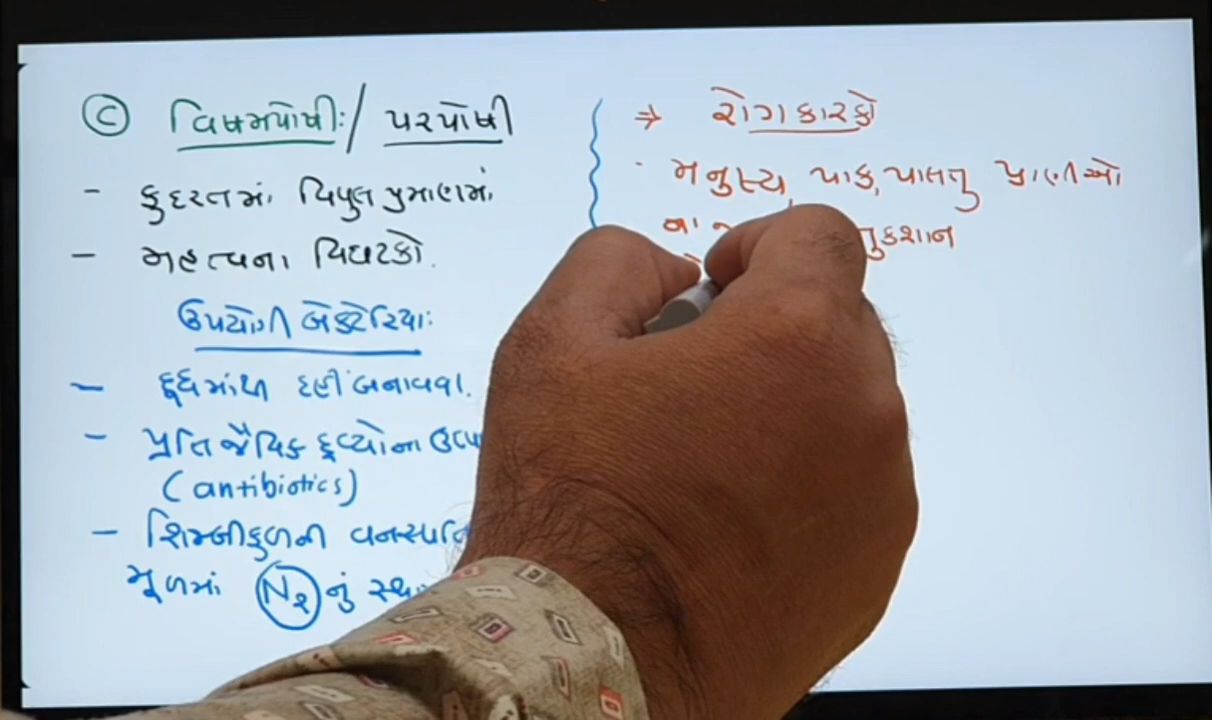 Ⓒ વિષમપોષી: / પરપોષી
- કુદરતમાં વિપુલ પ્રમાણમાં
- મહત્વના વિઘટકો.
ઉપયોગી બેક્ટેરિયા:
- દૂધમાંથી દહીં બનાવવા.
- પ્રતિ જૈવિક દ્રવ્યોના
(antibiotics)
- શિમ્બીકુળની
મૂળમાં N₂ નું
⇒ રોગકારકો
· મનુષ્ય, પાક, પાલતુ પ્રાણીઓ
નુકશાન